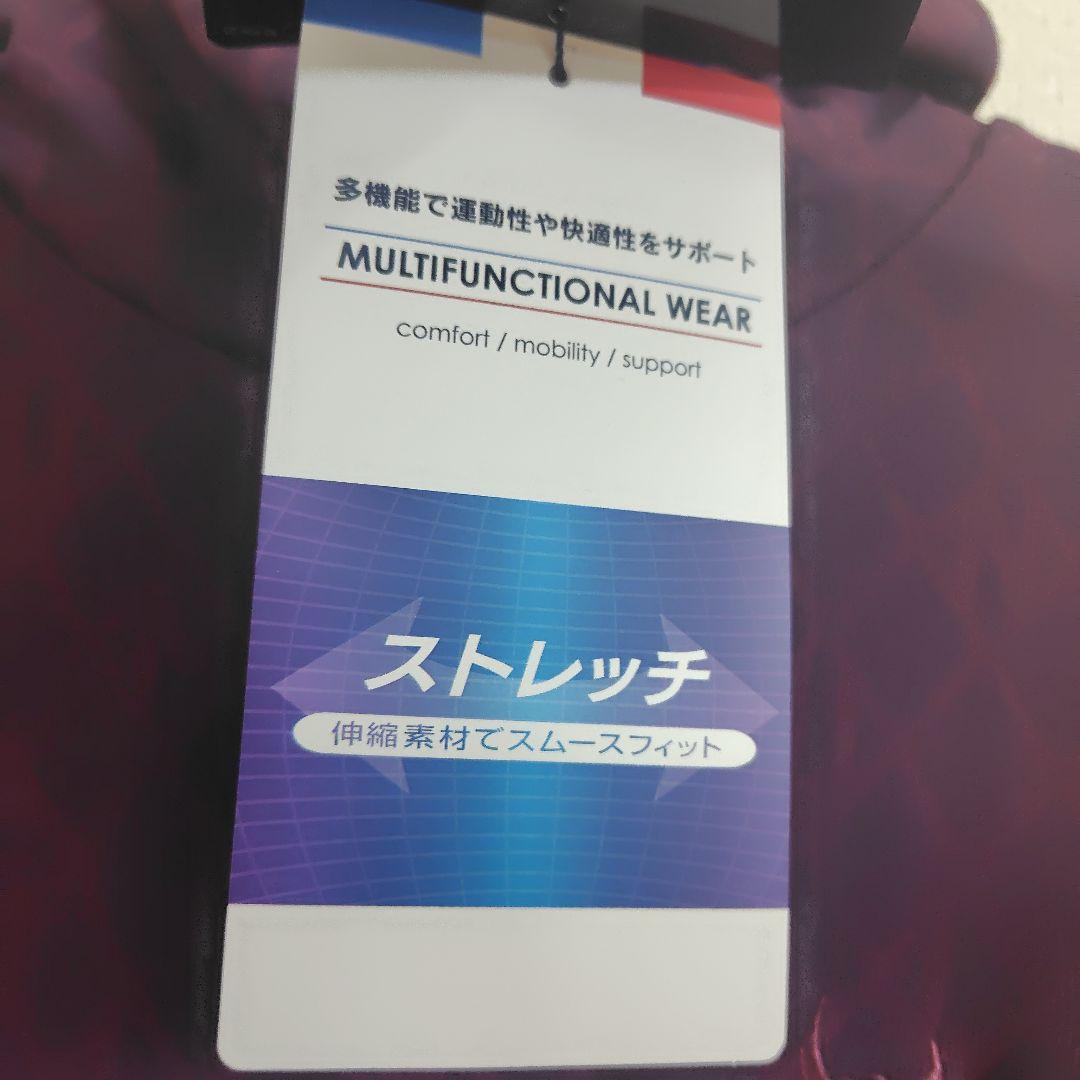 多機能で運動性や快適性をサポート
MULTIFUNCTIONAL WEAR
comfort / mobility / support
ストレッチ
伸縮素材でスムースフィット